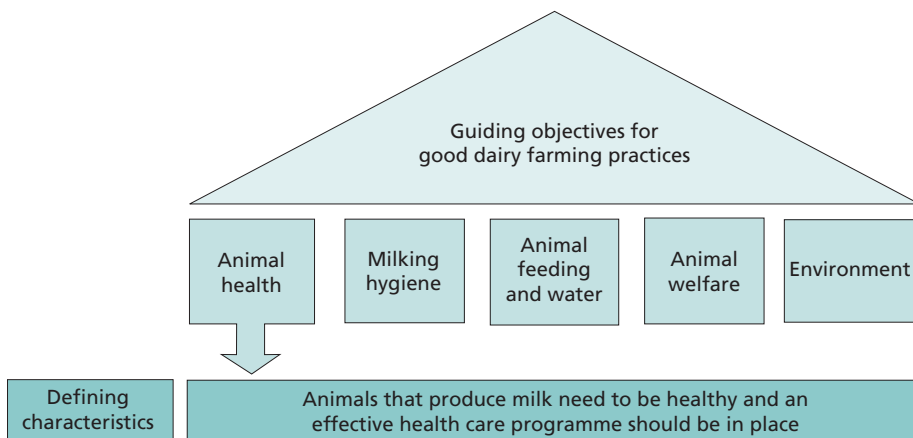 Guiding objectives for
good dairy farming practices
Animal
health
Milking
hygiene
Animal
feeding
and water
Animal
welfare
Environment
Defining
characteristics
Animals that produce milk need to be healthy and an
effective health care programme should be in place